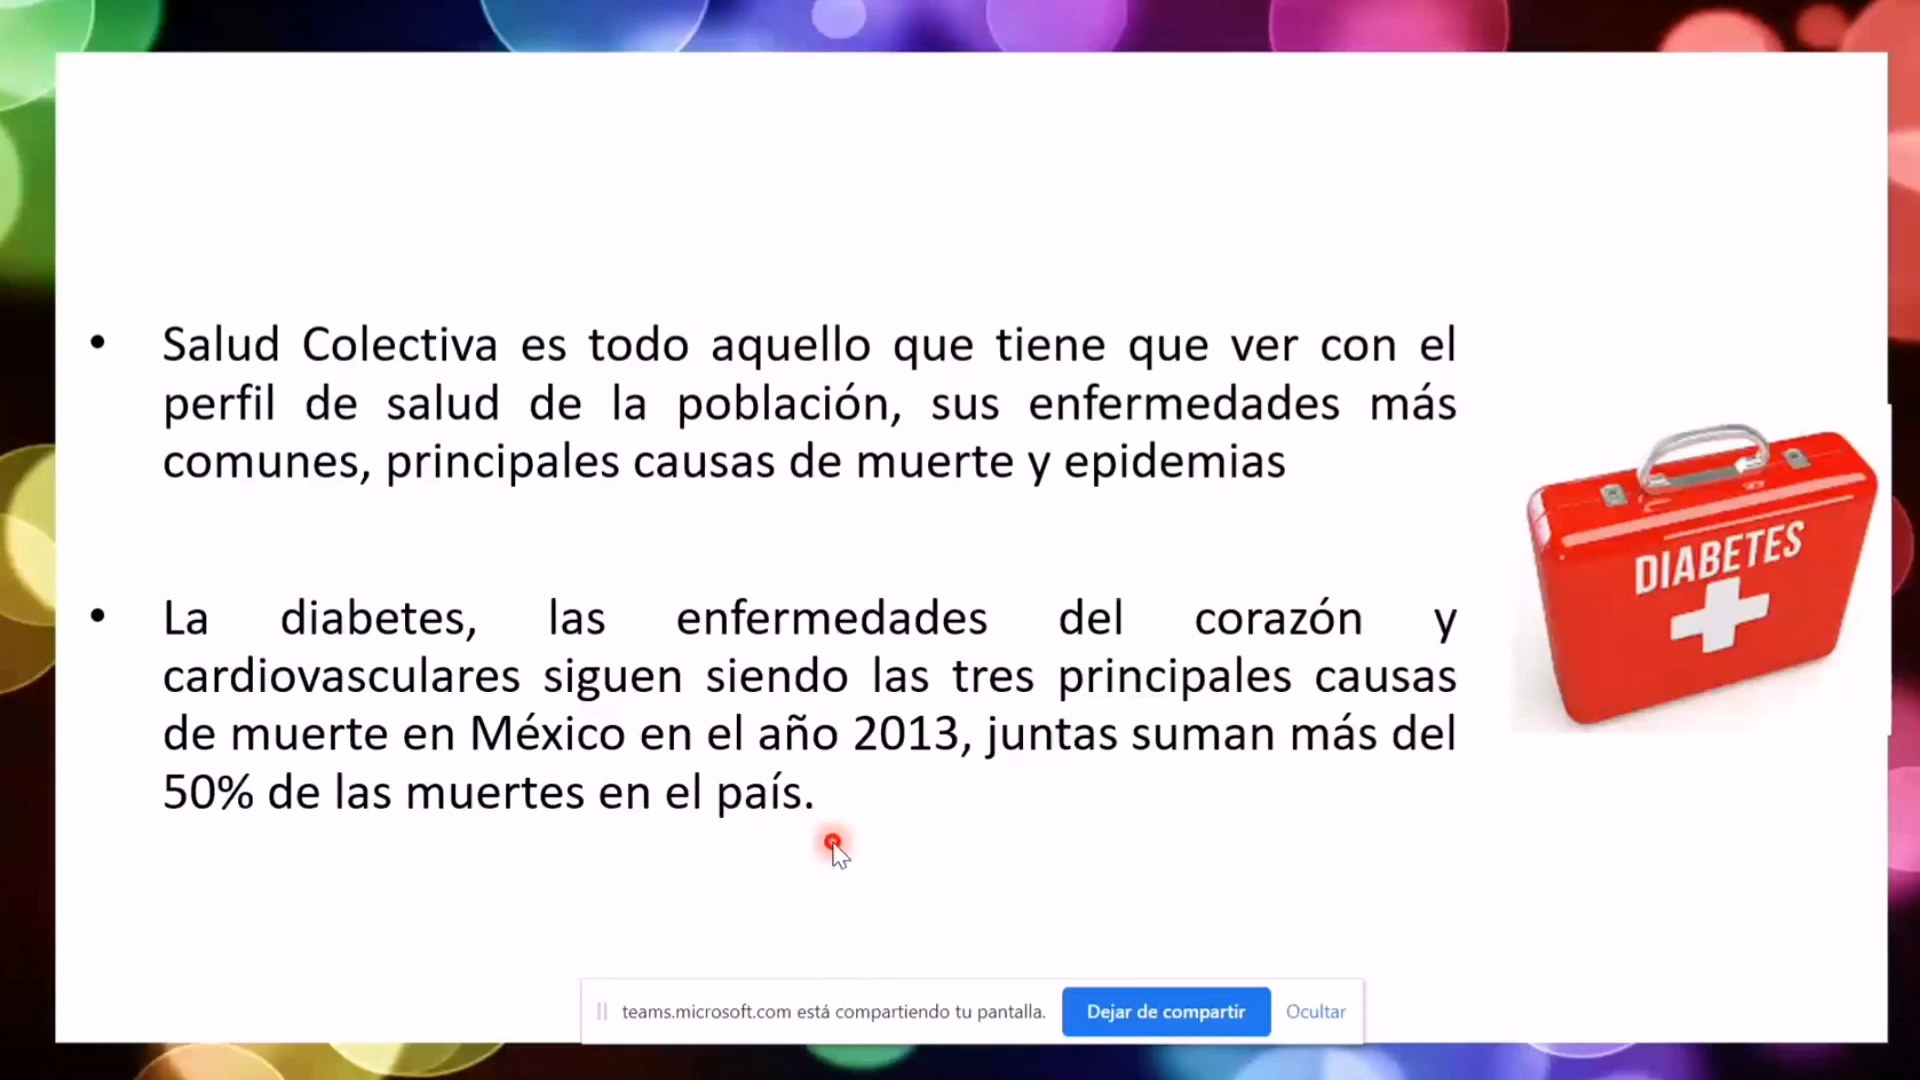 • Salud Colectiva es todo aquello que tiene que ver con el
perfil de salud de la población, sus enfermedades más
comunes, principales causas de muerte y epidemias
• La diabetes, las enfermedades del corazón y
cardiovasculares siguen siendo las tres principales causas
de muerte en México en el año 2013, juntas suman más del
50% de las muertes en el país.
DIABETES
teams.microsoft.com está compartiendo tu pantalla. Dejar de compartir Ocultar